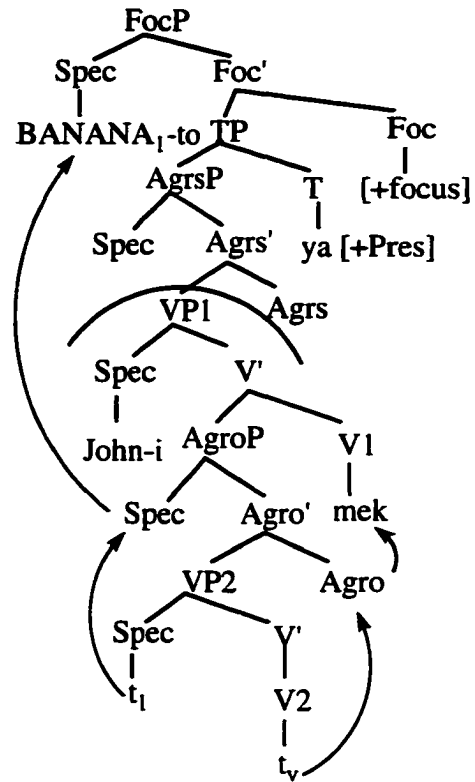 FocP
Spec Foc'
BANANA₁-to TP Foc
AgrsP T [+focus]
Spec Agrs' ya [+Pres]
VP1 Agrs
Spec V'
John-i AgroP V1
Spec Agro' mek
VP2 Agro
Spec V'
t₁ V2
tᵥ